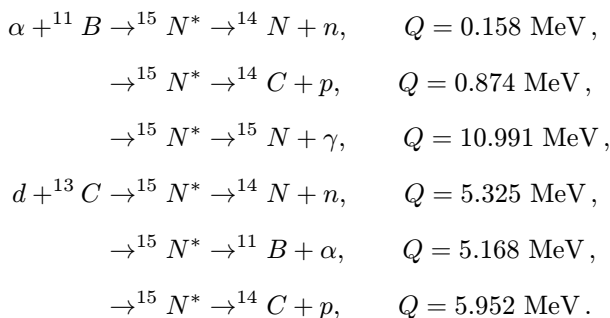 α + ¹¹B → ¹⁵N* → ¹⁴N + n, Q = 0.158 MeV ,
→ ¹⁵N* → ¹⁴C + p, Q = 0.874 MeV ,
→ ¹⁵N* → ¹⁵N + γ, Q = 10.991 MeV ,
d + ¹³C → ¹⁵N* → ¹⁴N + n, Q = 5.325 MeV ,
→ ¹⁵N* → ¹¹B + α, Q = 5.168 MeV ,
→ ¹⁵N* → ¹⁴C + p, Q = 5.952 MeV .